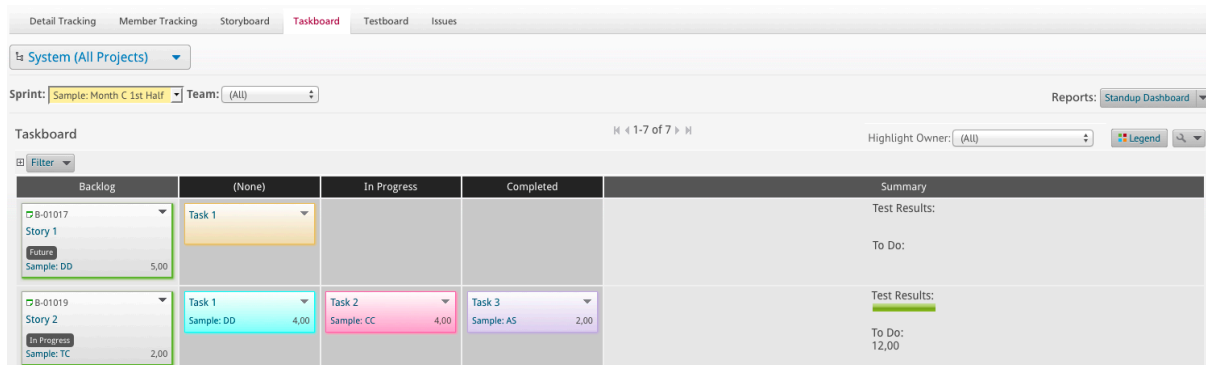 Detail Tracking Member Tracking Storyboard Taskboard Testboard Issues
System (All Projects)
Sprint: Sample: Month C 1st Half Team: (All)
Reports: Standup Dashboard
Taskboard
1-7 of 7
Highlight Owner: (All)
Legend
Filter
Backlog (None) In Progress Completed Summary
B-01017
Story 1
Future
Sample: DD 5,00
Task 1
Test Results:
To Do:
B-01019
Story 2
In Progress
Sample: TC 2,00
Task 1
Sample: DD 4,00
Task 2
Sample: CC 4,00
Task 3
Sample: AS 2,00
Test Results:
To Do:
12,00